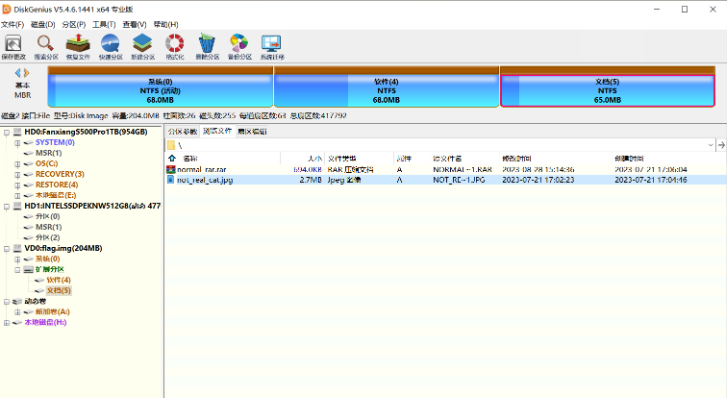 DiskGenius V5.4.6.1441 x64 专业版
文件(F) 磁盘(D) 分区(P) 工具(T) 查看(V) 帮助(H)
保存更改 搜索分区 恢复文件 快速分区 新建分区 格式化 删除分区 备份分区 系统迁移
基本
MBR
系统(0)
NTFS (活动)
68.0MB
软件(4)
NTFS
68.0MB
文档(5)
NTFS
65.0MB
磁盘2 接口:File 型号:Disk Image 容量:204.0MB 柱面数:26 磁头数:255 每道扇区数:63 总扇区数:417792
HD0:FanxiangS500Pro1TB(954GB)
SYSTEM(0)
MSR(1)
OS(C:)
RECOVERY(3)
RESTORE(4)
本地磁盘(E:)
HD1:INTELSSDPEKNW512G8(动态 477
分区(0)
MSR(1)
分区(2)
VD0:flag.img(204MB)
系统(0)
扩展分区
软件(4)
文档(5)
动态卷
新加卷(A:)
本地磁盘(H:)
分区参数 浏览文件 扇区编辑
\
名称 大小 文件类型 属性 短文件名 修改时间 创建时间
normal_rar.rar 694.0KB RAR 压缩文档 A NORMAL~1.RAR 2023-08-28 15:14:36 2023-07-21 17:06:04
not_real_cat.jpg 2.7MB Jpeg 图像 A NOT_RE~1.JPG 2023-07-21 17:02:23 2023-07-21 17:04:46